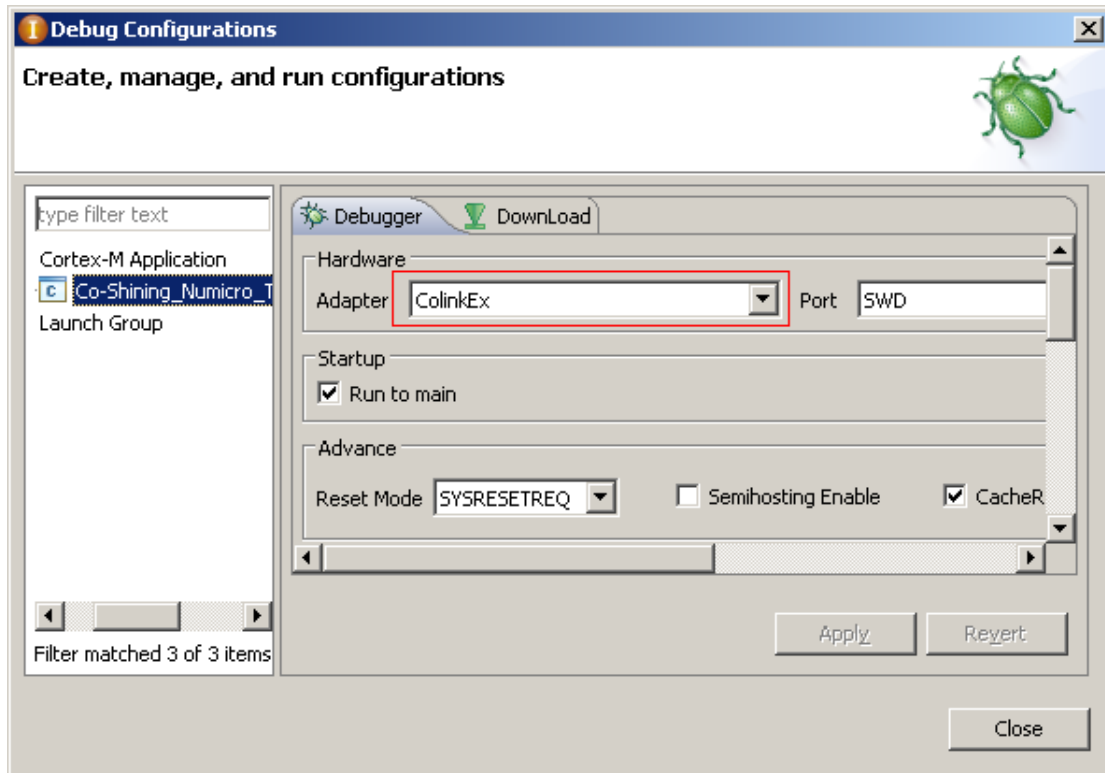 Debug Configurations
Create, manage, and run configurations
type filter text
Cortex-M Application
Co-Shining_Numicro_T
Launch Group
Filter matched 3 of 3 items
Debugger DownLoad
Hardware
Adapter ColinkEx Port SWD
Startup
Run to main
Advance
Reset Mode SYSRESETREQ Semihosting Enable CacheR
Apply Revert
Close